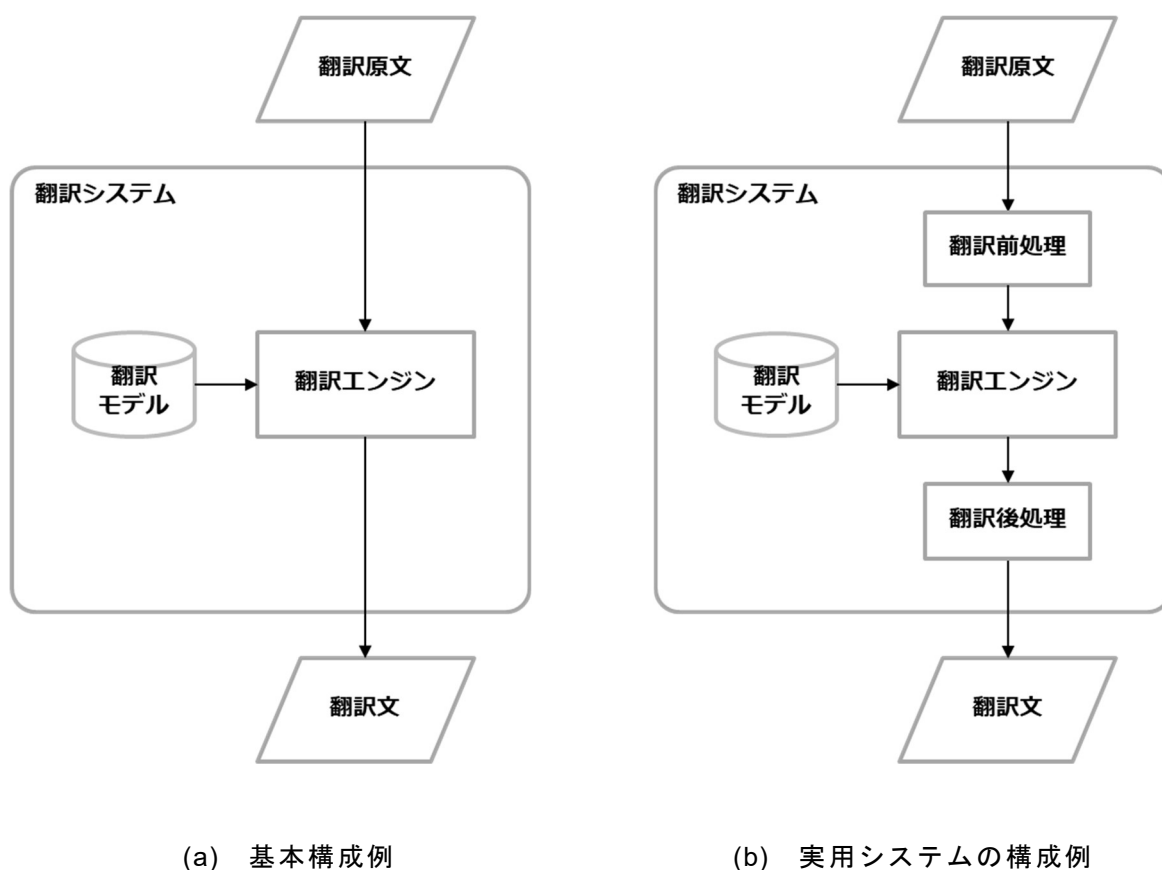 翻訳原文
翻訳システム
翻訳
モデル
翻訳エンジン
翻訳文
(a) 基本構成例
翻訳原文
翻訳システム
翻訳前処理
翻訳
モデル
翻訳エンジン
翻訳後処理
翻訳文
(b) 実用システムの構成例